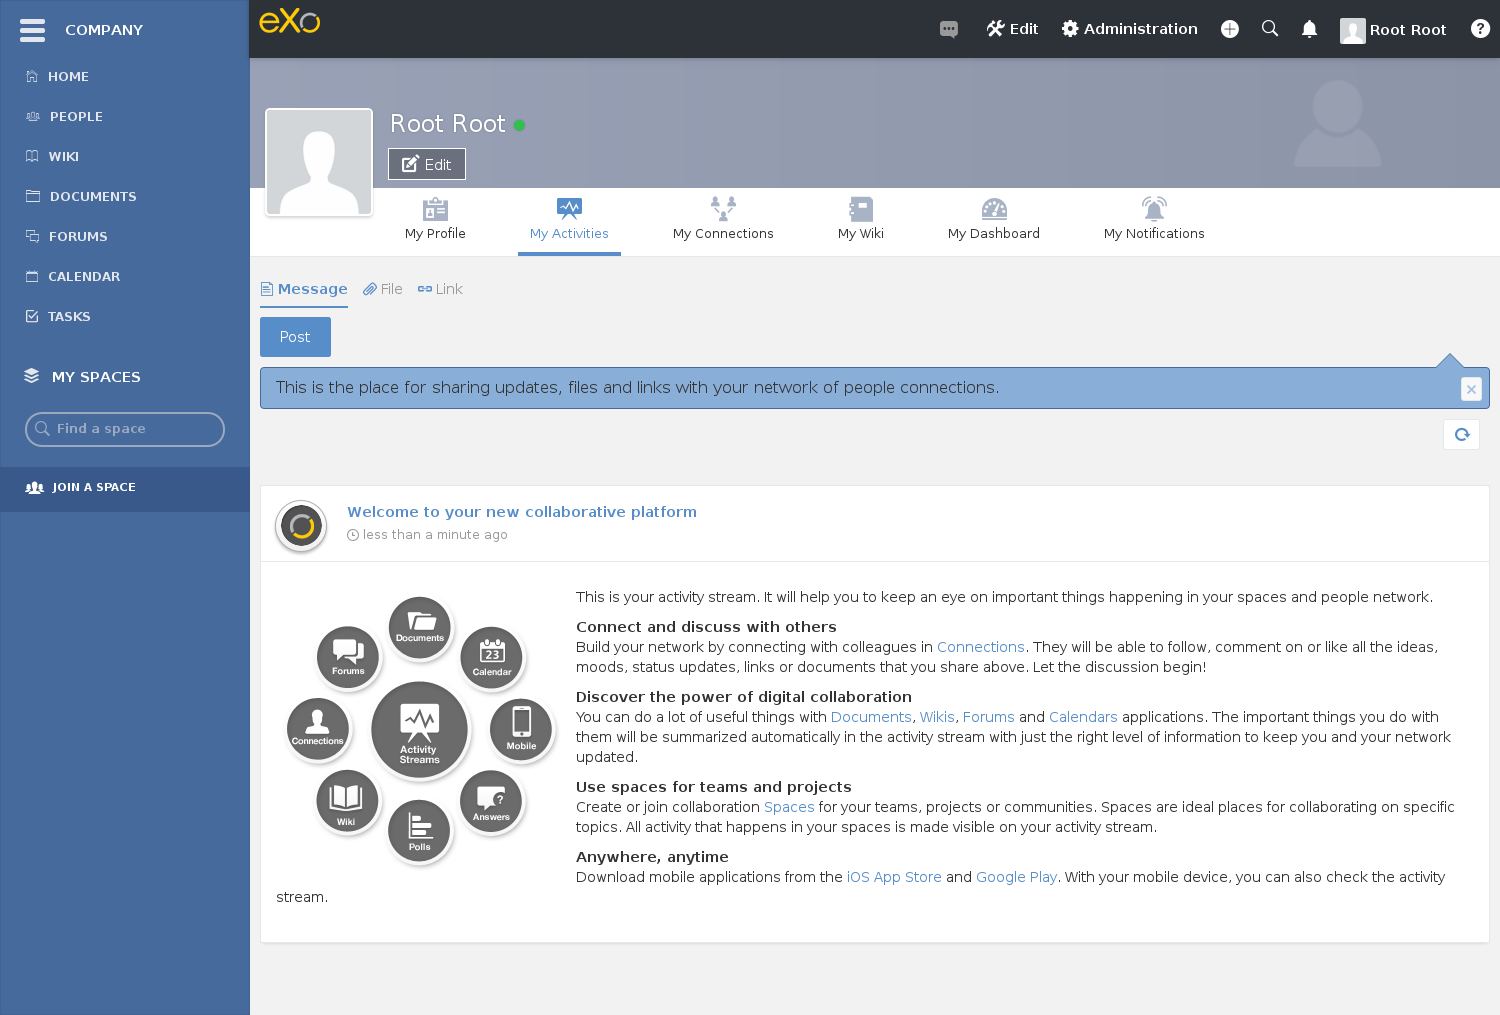 COMPANY
eXo
Edit
Administration
Root Root
HOME
PEOPLE
WIKI
DOCUMENTS
FORUMS
CALENDAR
TASKS
MY SPACES
Find a space
JOIN A SPACE
Root Root
Edit
My Profile
My Activities
My Connections
My Wiki
My Dashboard
My Notifications
Message
File
Link
Post
This is the place for sharing updates, files and links with your network of people connections.
Welcome to your new collaborative platform
less than a minute ago
Documents
Forums
23
Calendar
Connections
Activity
Streams
Mobile
Wiki
Answers
Polls
This is your activity stream. It will help you to keep an eye on important things happening in your spaces and people network.
Connect and discuss with others
Build your network by connecting with colleagues in Connections. They will be able to follow, comment on or like all the ideas,
moods, status updates, links or documents that you share above. Let the discussion begin!
Discover the power of digital collaboration
You can do a lot of useful things with Documents, Wikis, Forums and Calendars applications. The important things you do with
them will be summarized automatically in the activity stream with just the right level of information to keep you and your network
updated.
Use spaces for teams and projects
Create or join collaboration Spaces for your teams, projects or communities. Spaces are ideal places for collaborating on specific
topics. All activity that happens in your spaces is made visible on your activity stream.
Anywhere, anytime
Download mobile applications from the iOS App Store and Google Play. With your mobile device, you can also check the activity
stream.